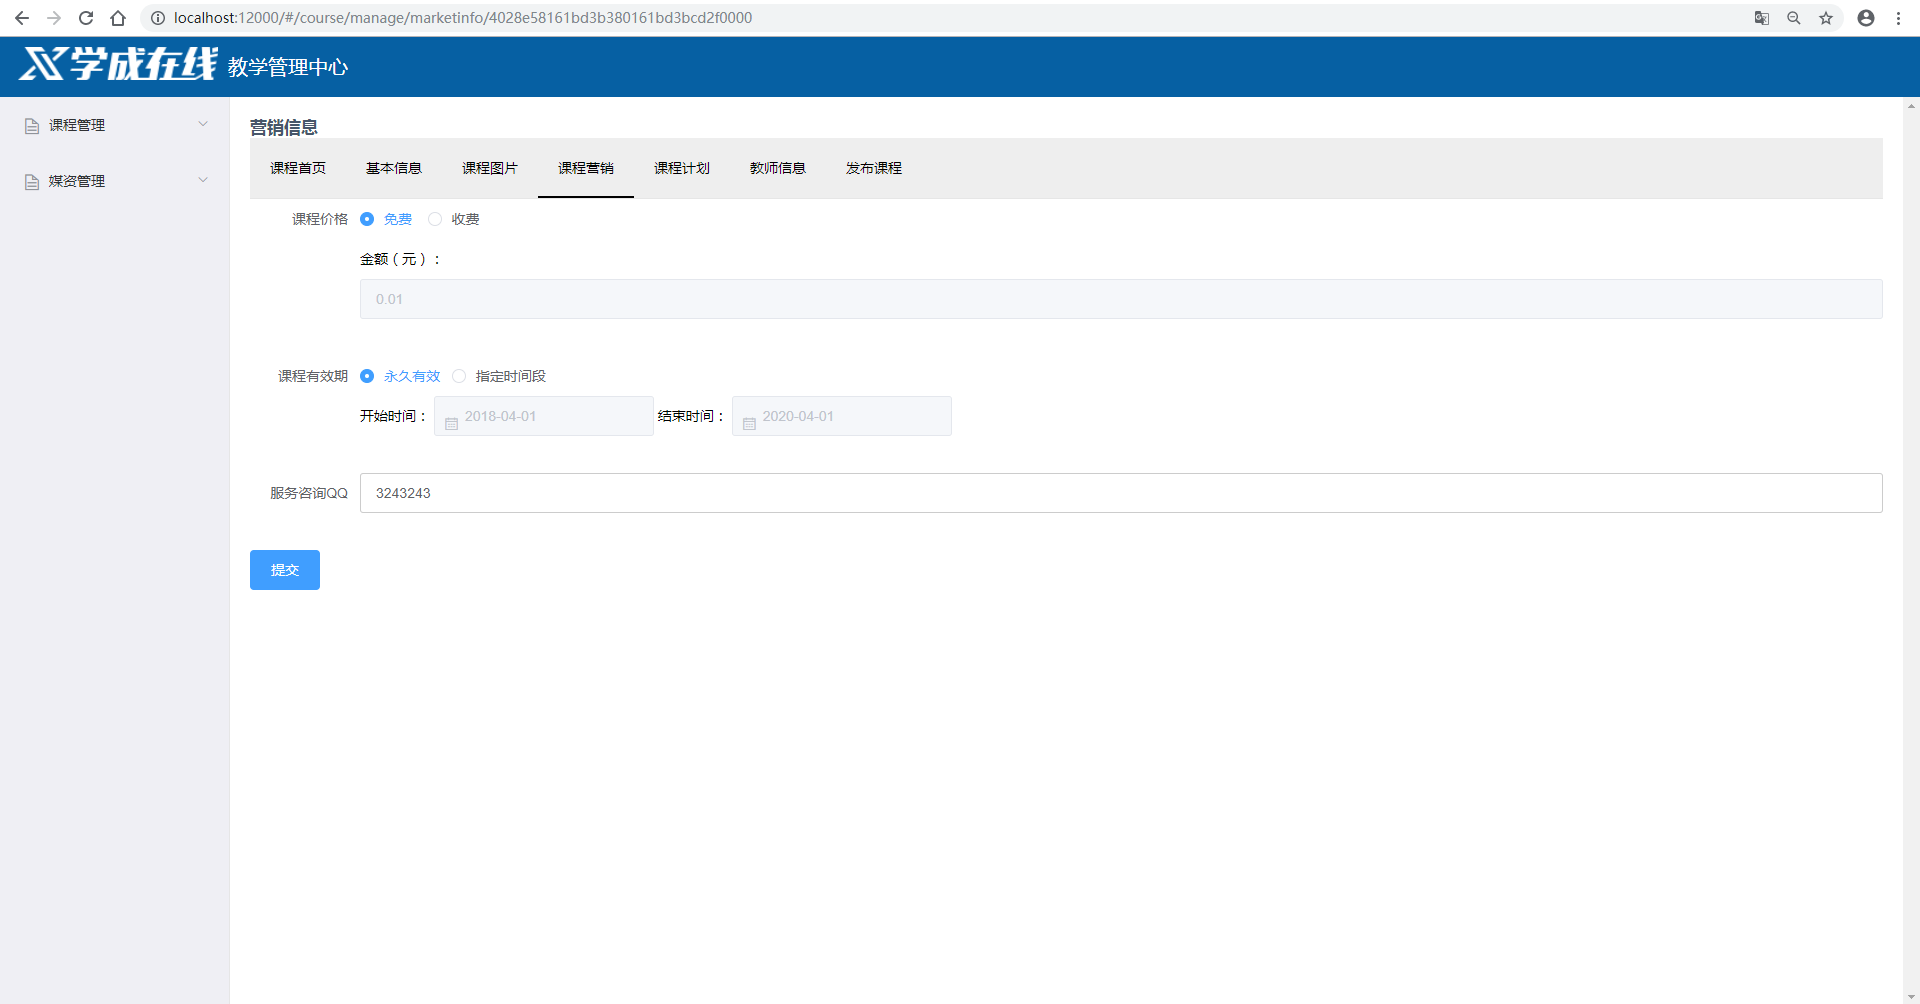 localhost:12000/#/course/manage/marketinfo/4028e58161bd3b380161bd3bcd2f0000
学成在线 教学管理中心
课程管理
媒资管理
营销信息
课程首页 基本信息 课程图片 课程营销 课程计划 教师信息 发布课程
课程价格 免费 收费
金额（元）：
0.01
课程有效期 永久有效 指定时间段
开始时间： 2018-04-01 结束时间： 2020-04-01
服务咨询QQ 3243243
提交